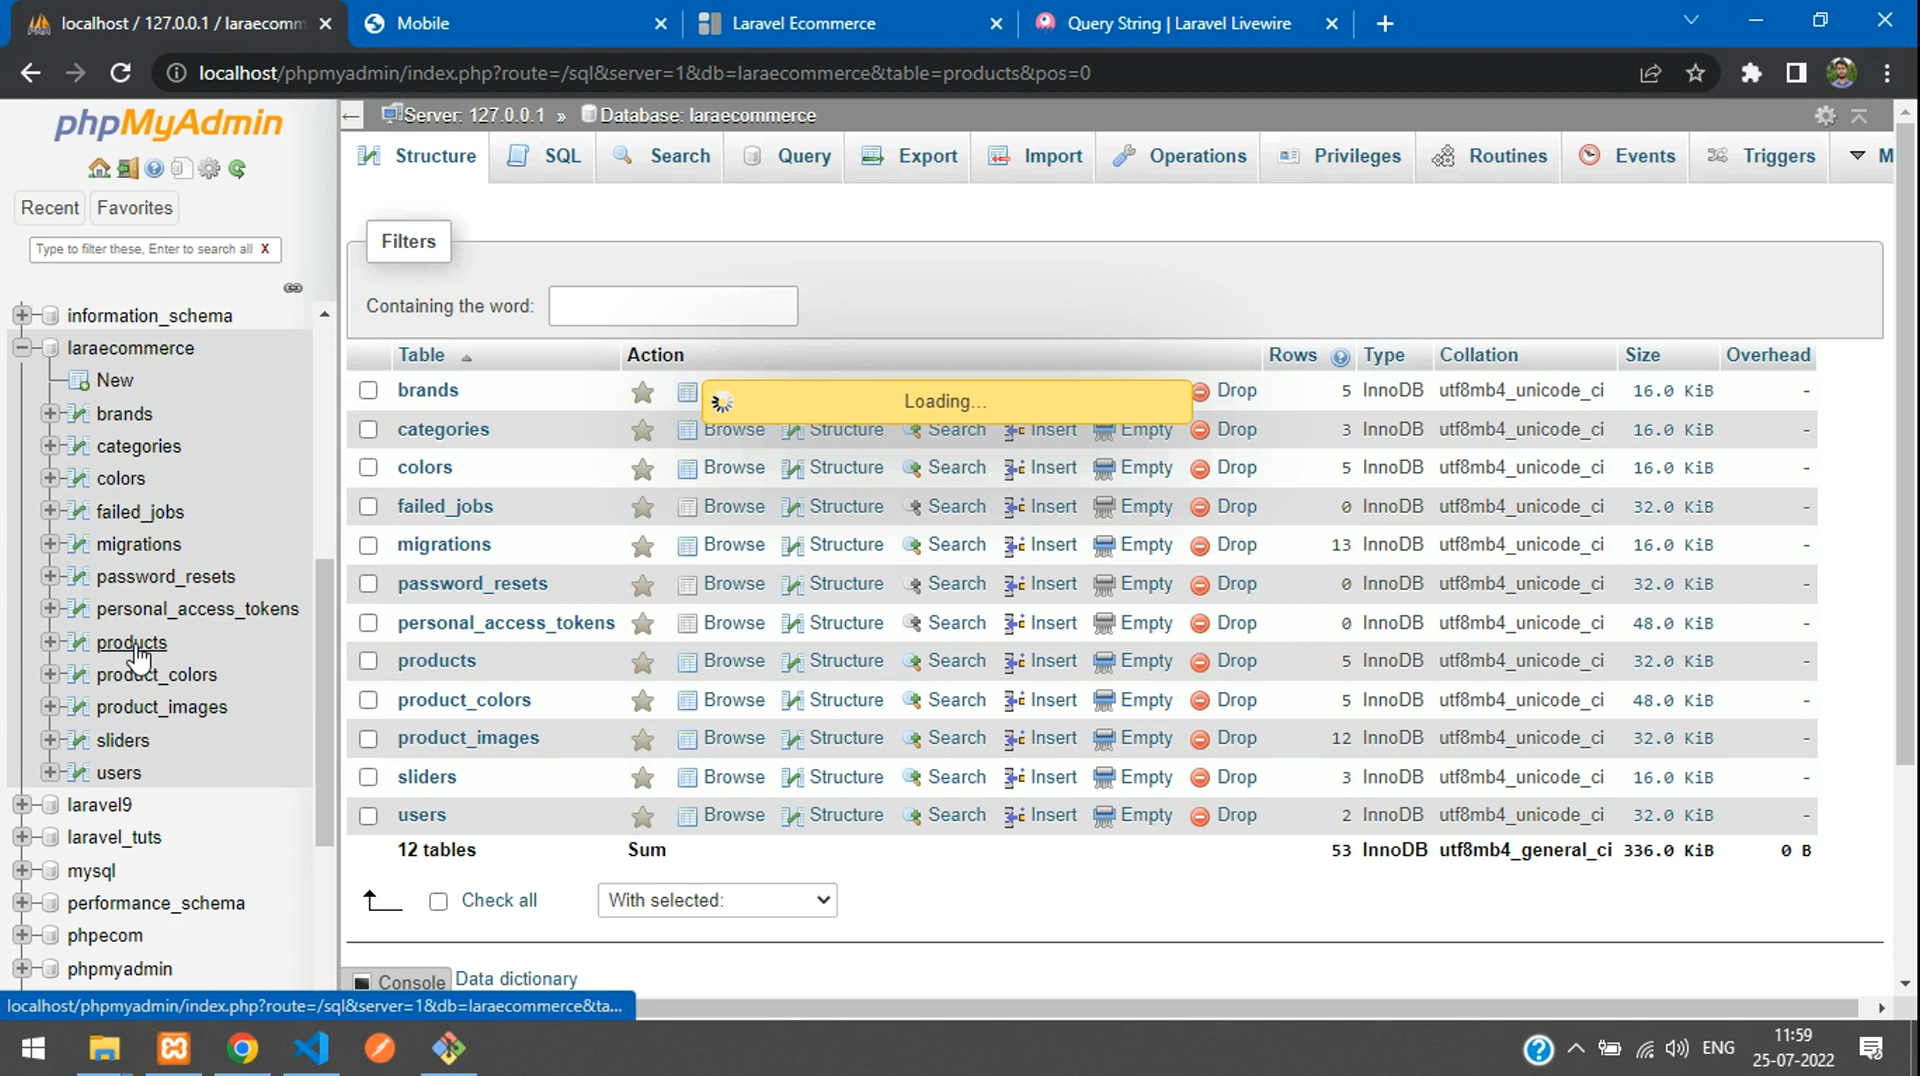 localhost / 127.0.0.1 / laraecomm
Mobile
Laravel Ecommerce
Query String | Laravel Livewire
localhost/phpmyadmin/index.php?route=/sql&server=1&db=laraecommerce&table=products&pos=0
phpMyAdmin
Recent
Favorites
Type to filter these, Enter to search all X
information_schema
laraecommerce
New
brands
categories
colors
failed_jobs
migrations
password_resets
personal_access_tokens
products
product_colors
product_images
sliders
users
laravel9
laravel_tuts
mysql
performance_schema
phpecom
phpmyadmin
Server: 127.0.0.1 » Database: laraecommerce
Structure SQL Search Query Export Import Operations Privileges Routines Events Triggers M
Filters
Containing the word:
Table Action Rows Type Collation Size Overhead
brands Drop 5 InnoDB utf8mb4_unicode_ci 16.0 KiB -
Loading...
categories Browse Structure Search Insert Empty Drop 3 InnoDB utf8mb4_unicode_ci 16.0 KiB -
colors Browse Structure Search Insert Empty Drop 5 InnoDB utf8mb4_unicode_ci 16.0 KiB -
failed_jobs Browse Structure Search Insert Empty Drop 0 InnoDB utf8mb4_unicode_ci 32.0 KiB -
migrations Browse Structure Search Insert Empty Drop 13 InnoDB utf8mb4_unicode_ci 16.0 KiB -
password_resets Browse Structure Search Insert Empty Drop 0 InnoDB utf8mb4_unicode_ci 32.0 KiB -
personal_access_tokens Browse Structure Search Insert Empty Drop 0 InnoDB utf8mb4_unicode_ci 48.0 KiB -
products Browse Structure Search Insert Empty Drop 5 InnoDB utf8mb4_unicode_ci 32.0 KiB -
product_colors Browse Structure Search Insert Empty Drop 5 InnoDB utf8mb4_unicode_ci 48.0 KiB -
product_images Browse Structure Search Insert Empty Drop 12 InnoDB utf8mb4_unicode_ci 32.0 KiB -
sliders Browse Structure Search Insert Empty Drop 3 InnoDB utf8mb4_unicode_ci 16.0 KiB -
users Browse Structure Search Insert Empty Drop 2 InnoDB utf8mb4_unicode_ci 32.0 KiB -
12 tables Sum 53 InnoDB utf8mb4_general_ci 336.0 KiB 0 B
Check all With selected:
Console Data dictionary
localhost/phpmyadmin/index.php?route=/sql&server=1&db=laraecommerce&ta...
ENG
11:59
25-07-2022